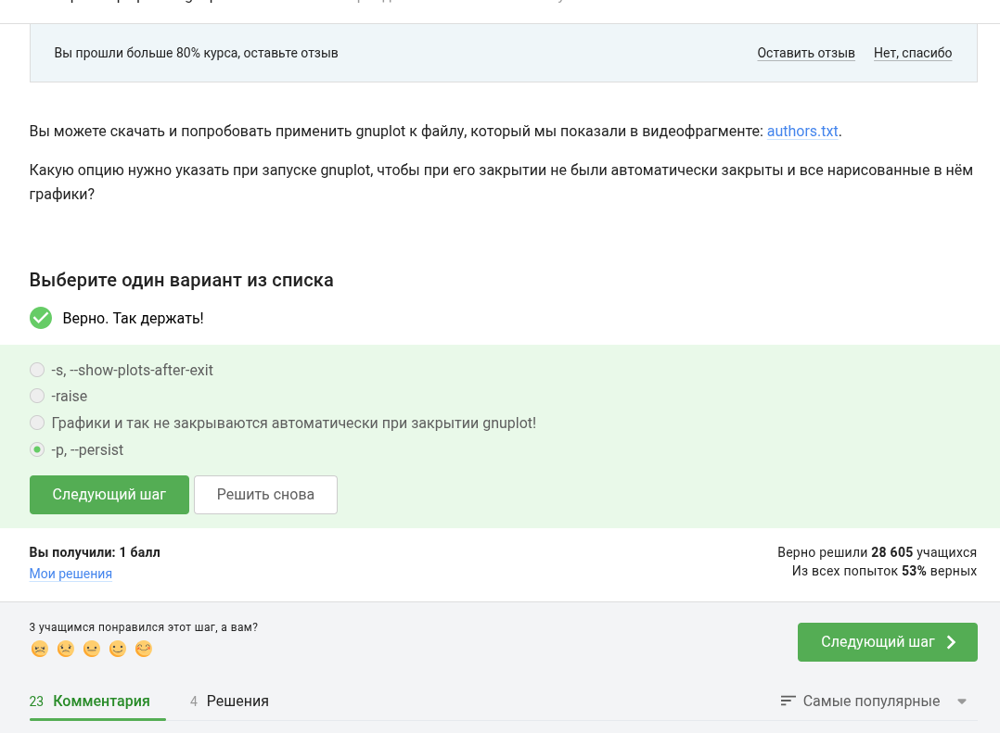 Вы прошли больше 80% курса, оставьте отзыв
Оставить отзыв
Нет, спасибо
Вы можете скачать и попробовать применить gnuplot к файлу, который мы показали в видеофрагменте: authors.txt.
Какую опцию нужно указать при запуске gnuplot, чтобы при его закрытии не были автоматически закрыты и все нарисованные в нём
графики?
Выберите один вариант из списка
Верно. Так держать!
-s, --show-plots-after-exit
-raise
Графики и так не закрываются автоматически при закрытии gnuplot!
-p, --persist
Следующий шаг
Решить снова
Вы получили: 1 балл
Мои решения
Верно решили 28 605 учащихся
Из всех попыток 53% верных
3 учащимся понравился этот шаг, а вам?
Следующий шаг
23 Комментария
4 Решения
Самые популярные